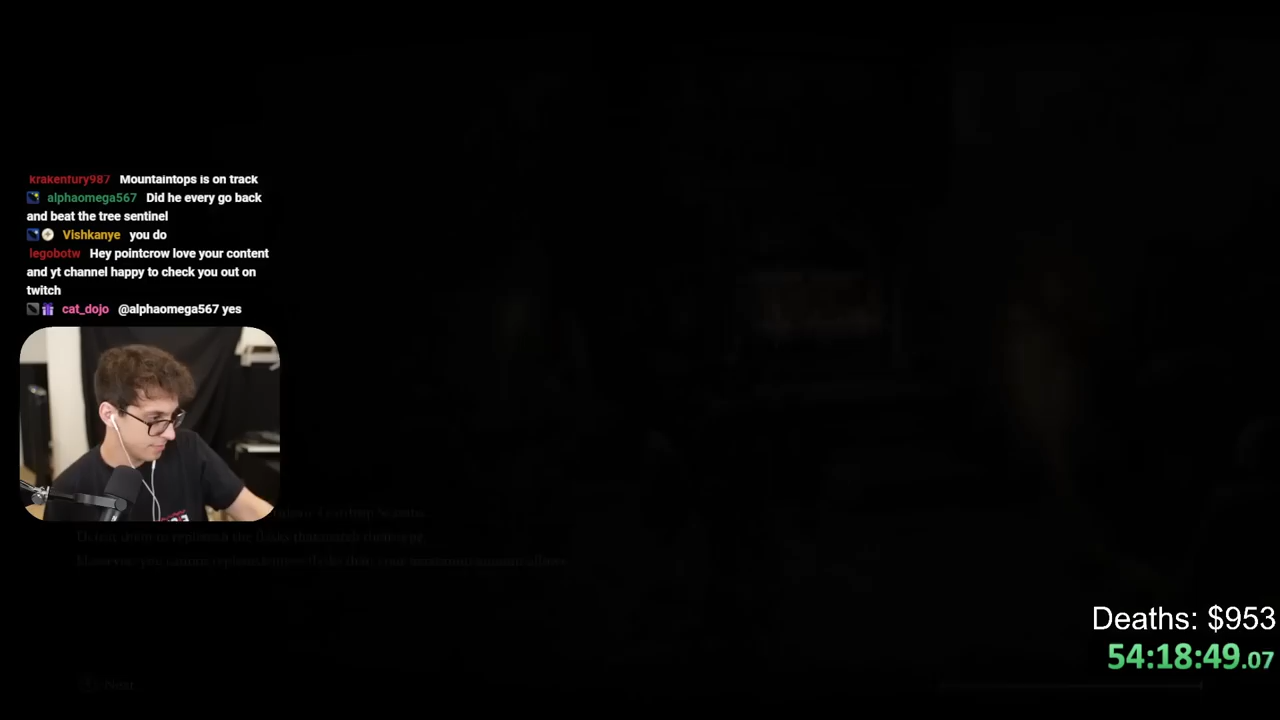 krakenfury987 Mountaintops is on track
alphaomega567 Did he every go back
and beat the tree sentinel
Vishkanye you do
legobotw Hey pointcrow love your content
and yt channel happy to check you out on
twitch
cat_dojo @alphaomega567 yes
Deaths: $953
54:18:49.07
Next